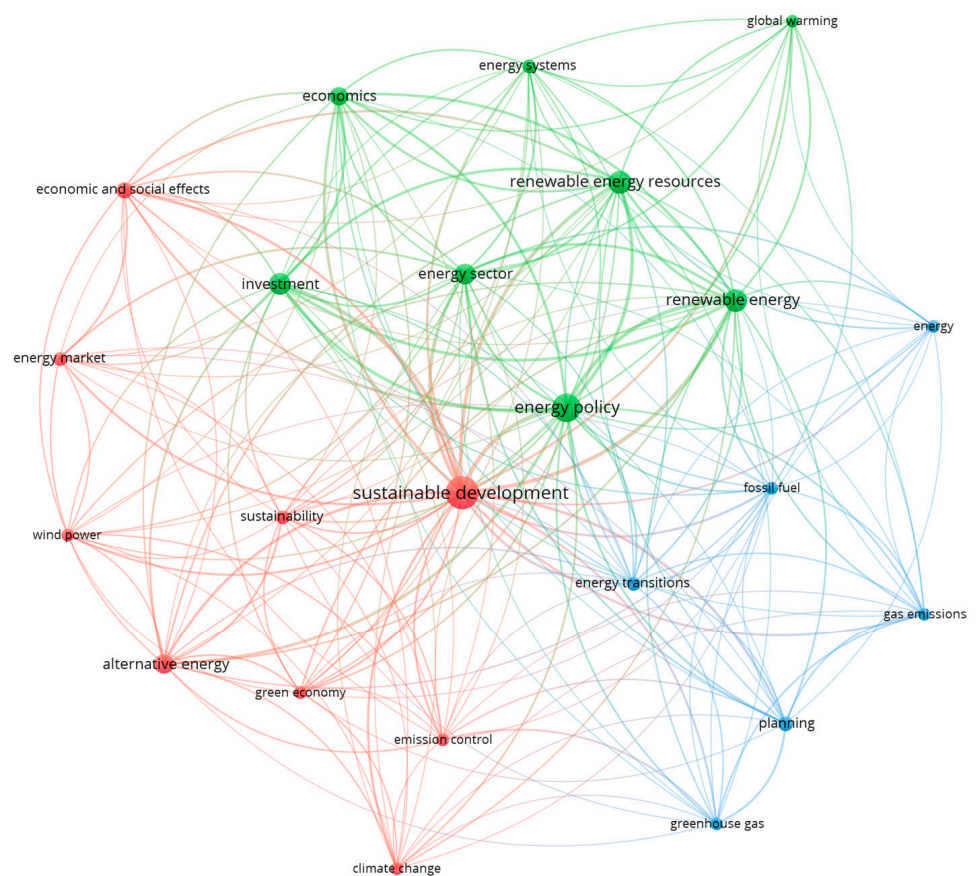 global warming
energy systems
economics
renewable energy resources
economic and social effects
energy sector
investment
renewable energy
energy
energy market
energy policy
fossil fuel
sustainable development
sustainability
wind power
energy transitions
gas emissions
alternative energy
green economy
planning
emission control
greenhouse gas
climate change